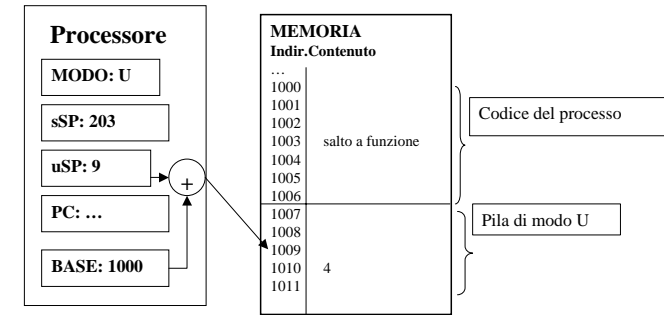 Processore
MODO: U
sSP: 203
uSP: 9
+
PC: …
BASE: 1000
MEMORIA
Indir.Contenuto
…
1000
1001
1002
1003 salto a funzione
1004
1005
1006
1007
1008
1009
1010 4
1011
Codice del processo
Pila di modo U